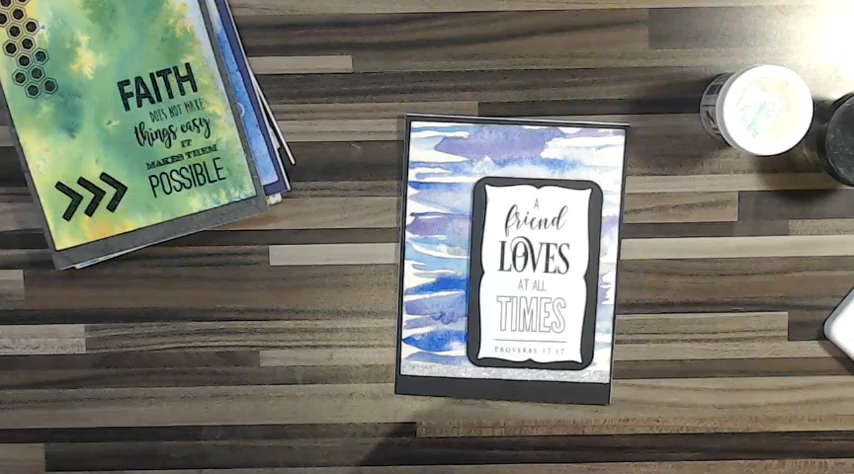 FAITH
DOES NOT MAKE
things easy
IT
MAKES THEM
POSSIBLE
A
friend
LOVES
AT ALL
TIMES
PROVERBS 17:17